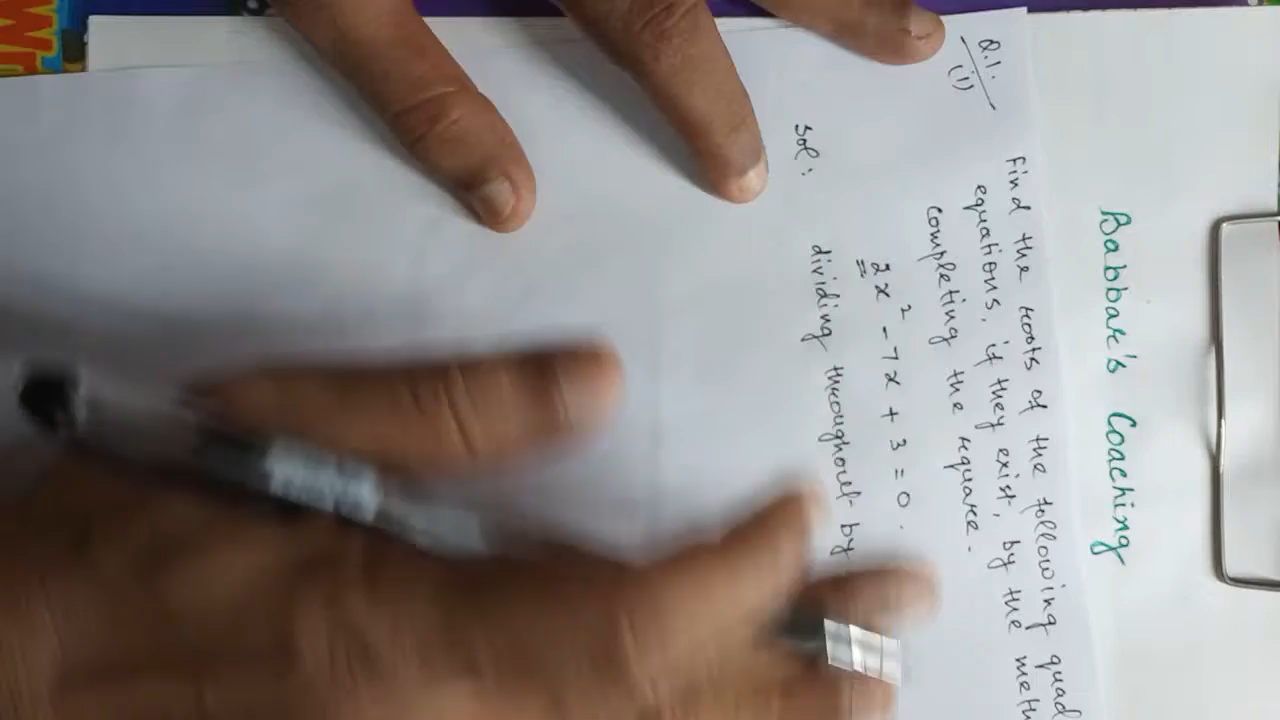 Babbar's Coaching
Q.1. Find the roots of the following quad
(i) equations, if they exist, by the meth
completing the square.
2x² - 7x + 3 = 0.
Sol: dividing throughout by